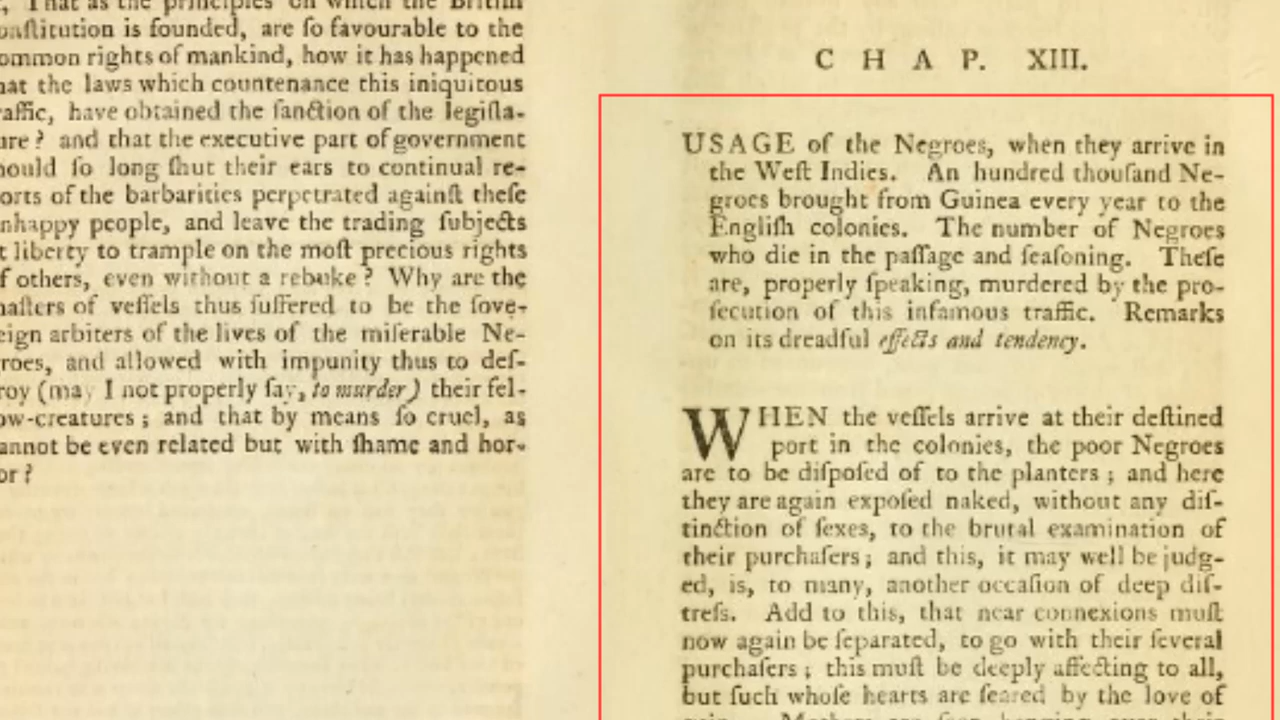 , That as the principles on which the Britiſh
onſtitution is founded, are ſo favourable to the
ommon rights of mankind, how it has happened
hat the laws which countenance this iniquitous
raffic, have obtained the ſanction of the legiſla-
ure? and that the executive part of government
hould ſo long ſhut their ears to continual re-
orts of the barbarities perpetrated againſt theſe
nhappy people, and leave the trading ſubjects
t liberty to trample on the moſt precious rights
f others, even without a rebuke? Why are the
maſters of veſſels thus ſuffered to be the ſove-
eign arbiters of the lives of the miſerable Ne-
roes, and allowed with impunity thus to deſ-
roy (may I not properly ſay, to murder) their fel-
ow-creatures; and that by means ſo cruel, as
annot be even related but with ſhame and hor-
or?
CHAP. XIII.
USAGE of the Negroes, when they arrive in
the Weſt Indies. An hundred thouſand Ne-
groes brought from Guinea every year to the
Engliſh colonies. The number of Negroes
who die in the paſſage and ſeaſoning. Theſe
are, properly ſpeaking, murdered by the pro-
ſecution of this infamous traffic. Remarks
on its dreadful effects and tendency.
WHEN the veſſels arrive at their deſtined
port in the colonies, the poor Negroes
are to be diſpoſed of to the planters; and here
they are again expoſed naked, without any diſ-
tinction of ſexes, to the brutal examination of
their purchaſers; and this, it may well be judg-
ed, is, to many, another occaſion of deep diſ-
treſs. Add to this, that near connexions muſt
now again be ſeparated, to go with their ſeveral
purchaſers; this muſt be deeply affecting to all,
but ſuch whoſe hearts are ſeared by the love of